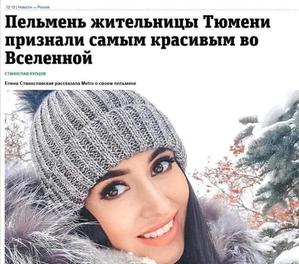 12:12 | Новости — Россия
Пельмень жительницы Тюмени
признали самым красивым во
Вселенной
СТАНИСЛАВ КУПЦОВ
Елена Станиславская рассказала Metro о своем пельмене